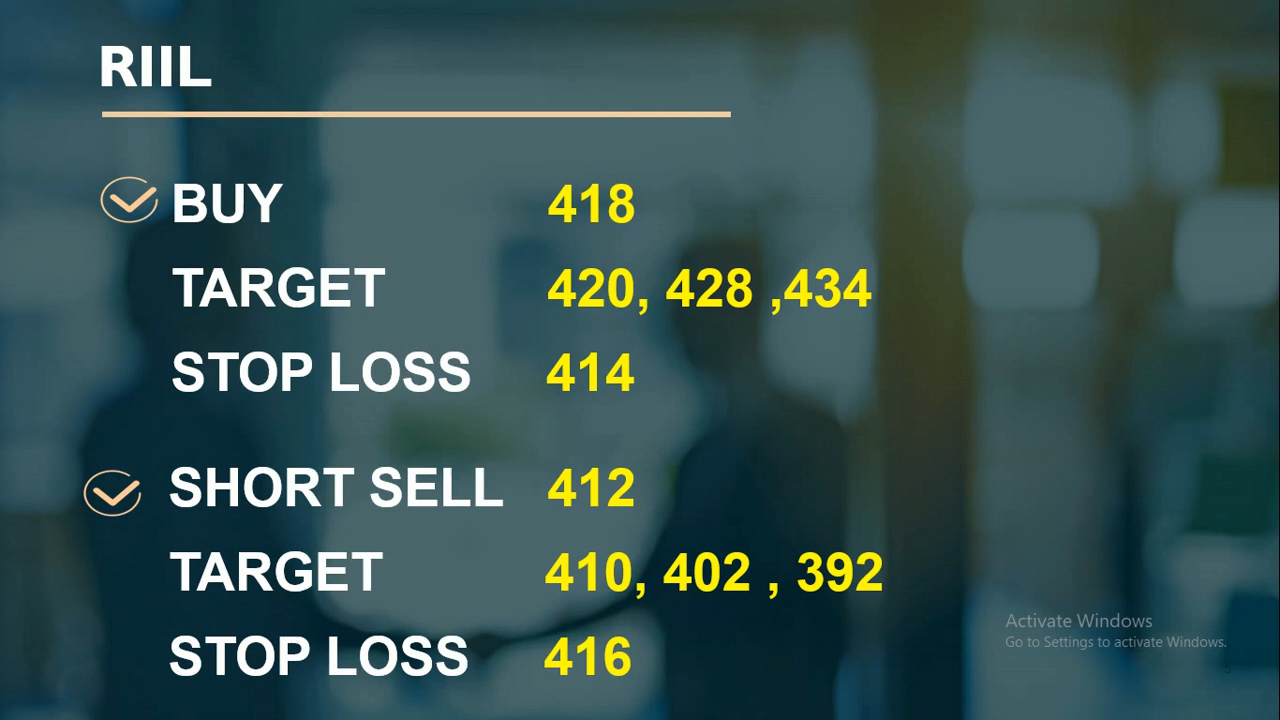 RIIL
BUY 418
TARGET 420, 428 ,434
STOP LOSS 414
SHORT SELL 412
TARGET 410, 402 , 392
STOP LOSS 416
Activate Windows
Go to Settings to activate Windows.